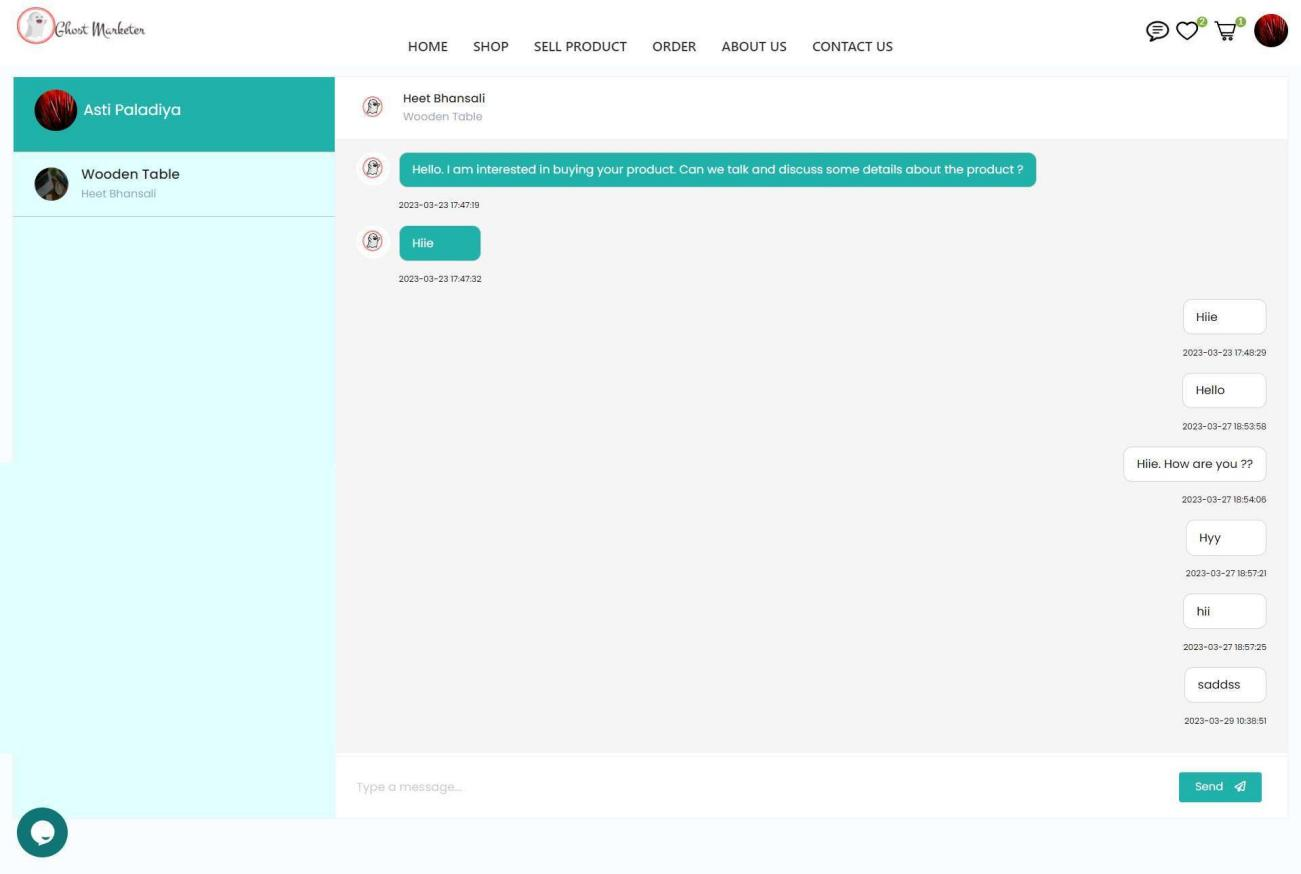 Ghost Marketer
2
1
HOME SHOP SELL PRODUCT ORDER ABOUT US CONTACT US
Asti Paladiya
Wooden Table
Heet Bhansali
Heet Bhansali
Wooden Table
Hello. I am interested in buying your product. Can we talk and discuss some details about the product ?
2023-03-23 17:47:19
Hiie
2023-03-23 17:47:32
Hiie
2023-03-23 17:48:29
Hello
2023-03-27 18:53:58
Hiie. How are you ??
2023-03-27 18:54:06
Hyy
2023-03-27 18:57:21
hii
2023-03-27 18:57:25
saddss
2023-03-29 10:38:51
Type a message...
Send